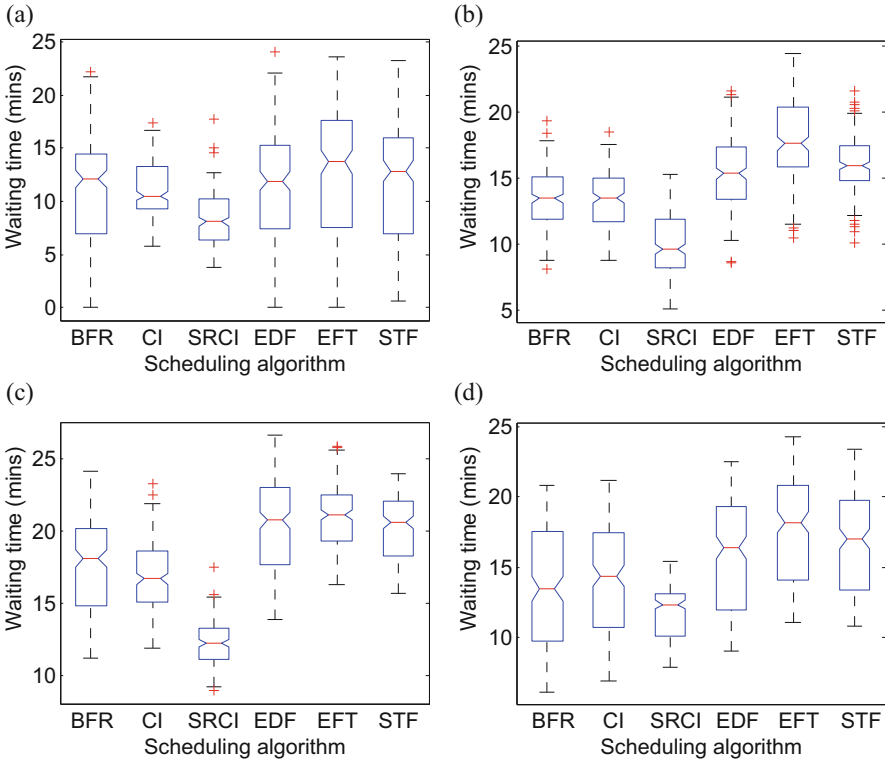 (a)
25
20
15
10
5
0
Waiting time (mins)
BFR CI SRCI EDF EFT STF
Scheduling algorithm
(b)
25
20
15
10
5
Waiting time (mins)
BFR CI SRCI EDF EFT STF
Scheduling algorithm
(c)
25
20
15
10
Waiting time (mins)
BFR CI SRCI EDF EFT STF
Scheduling algorithm
(d)
25
20
15
10
Waiting time (mins)
BFR CI SRCI EDF EFT STF
Scheduling algorithm